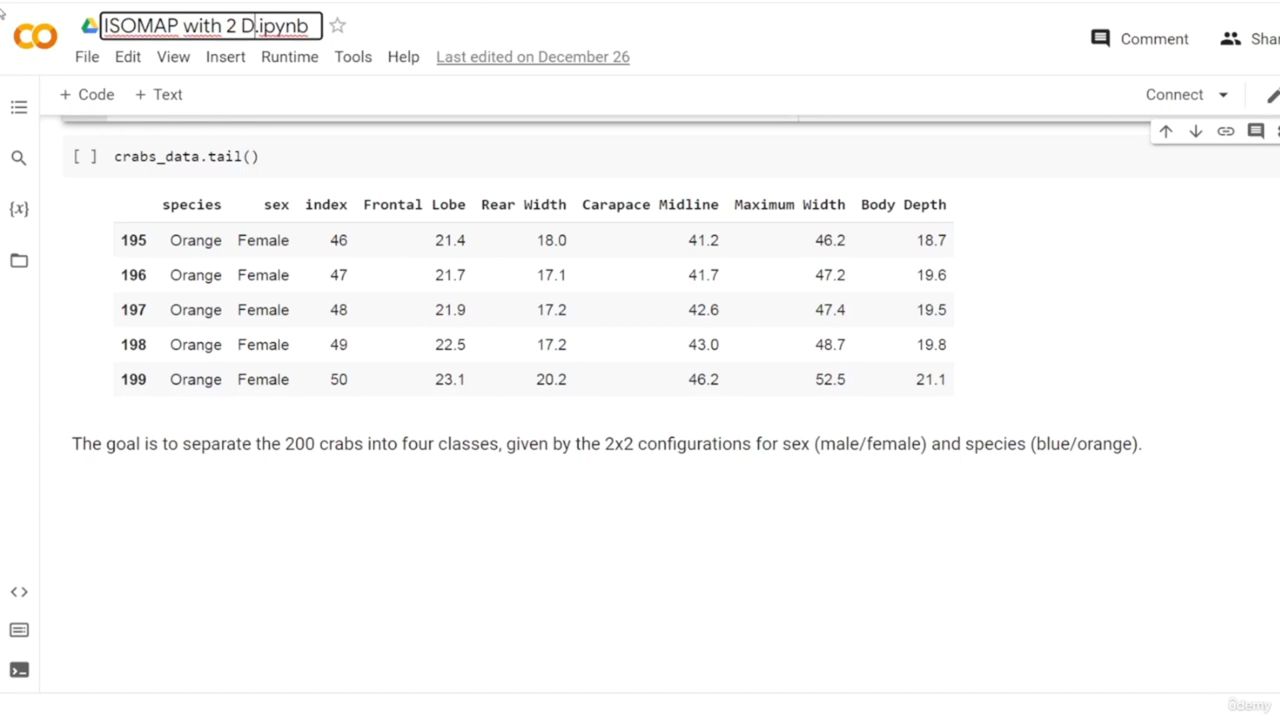 ISOMAP with 2 D.ipynb
File Edit View Insert Runtime Tools Help Last edited on December 26
Comment
+ Code + Text
Connect
[ ] crabs_data.tail()
species sex index Frontal Lobe Rear Width Carapace Midline Maximum Width Body Depth
195 Orange Female 46 21.4 18.0 41.2 46.2 18.7
196 Orange Female 47 21.7 17.1 41.7 47.2 19.6
197 Orange Female 48 21.9 17.2 42.6 47.4 19.5
198 Orange Female 49 22.5 17.2 43.0 48.7 19.8
199 Orange Female 50 23.1 20.2 46.2 52.5 21.1
The goal is to separate the 200 crabs into four classes, given by the 2x2 configurations for sex (male/female) and species (blue/orange).
ûdemy